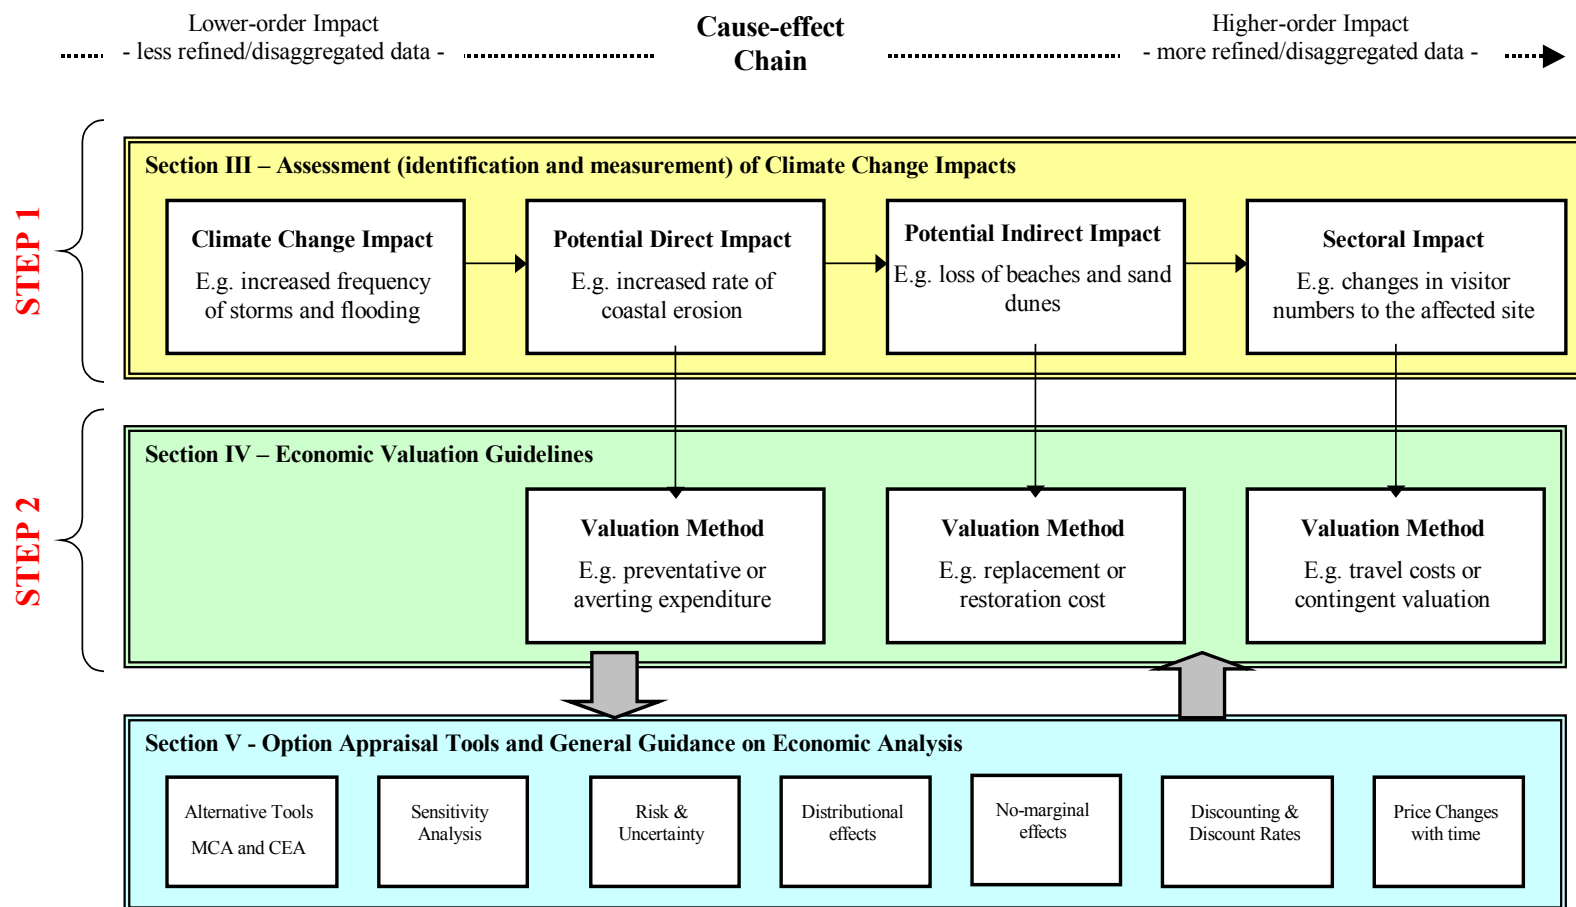 Lower-order Impact
- less refined/disaggregated data -
Cause-effect
Chain
Higher-order Impact
- more refined/disaggregated data -
STEP 1
Section III – Assessment (identification and measurement) of Climate Change Impacts
Climate Change Impact
E.g. increased frequency
of storms and flooding
Potential Direct Impact
E.g. increased rate of
coastal erosion
Potential Indirect Impact
E.g. loss of beaches and sand
dunes
Sectoral Impact
E.g. changes in visitor
numbers to the affected site
STEP 2
Section IV – Economic Valuation Guidelines
Valuation Method
E.g. preventative or
averting expenditure
Valuation Method
E.g. replacement or
restoration cost
Valuation Method
E.g. travel costs or
contingent valuation
Section V - Option Appraisal Tools and General Guidance on Economic Analysis
Alternative Tools
MCA and CEA
Sensitivity
Analysis
Risk &
Uncertainty
Distributional
effects
No-marginal
effects
Discounting &
Discount Rates
Price Changes
with time